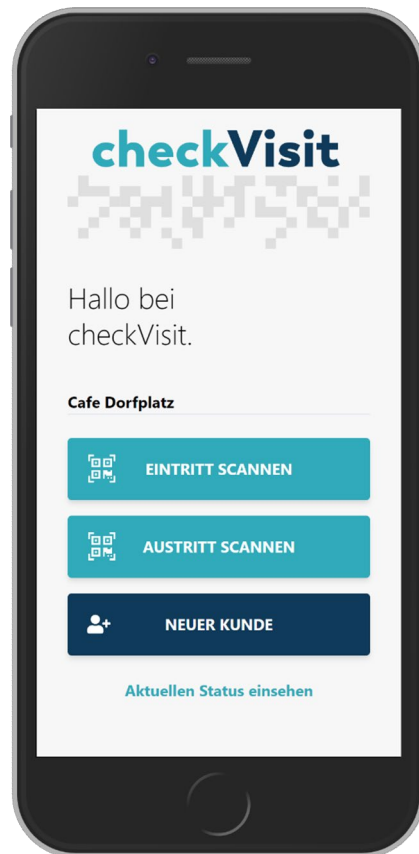 checkVisit
Hallo bei
checkVisit.
Cafe Dorfplatz
EINTRITT SCANNEN
AUSTRITT SCANNEN
NEUER KUNDE
Aktuellen Status einsehen